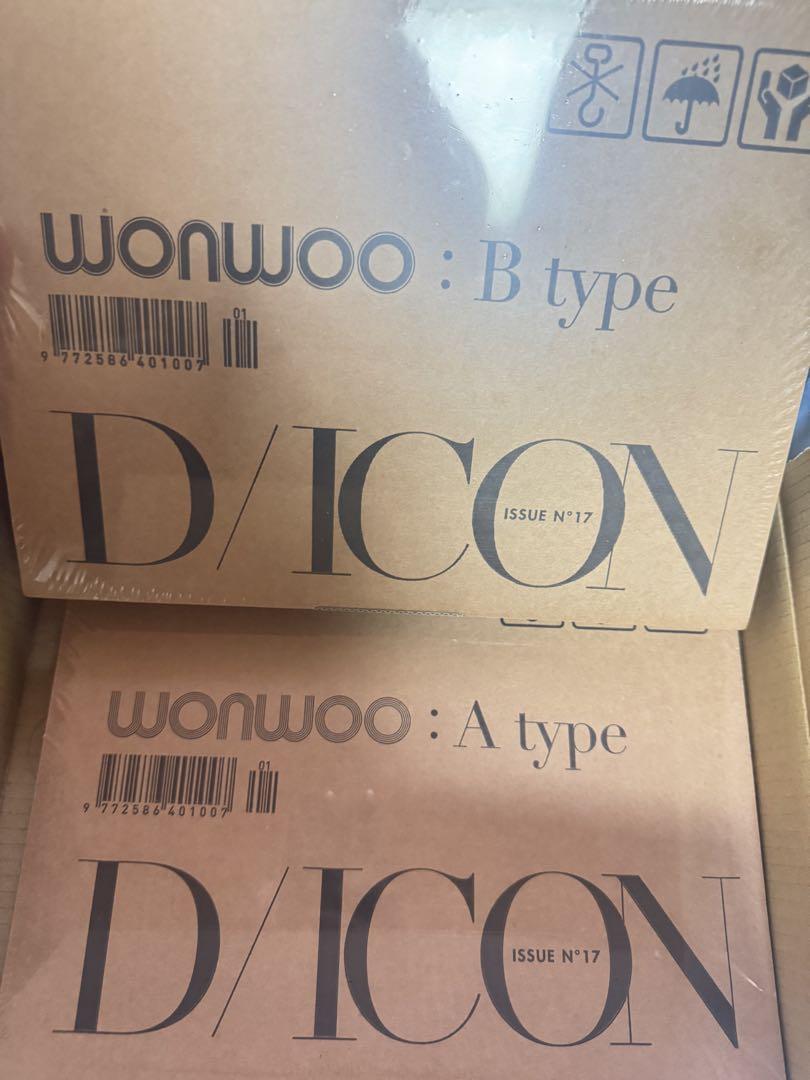 wonwoo : B type
01
9 772586 401007
D/ICON
ISSUE N°17
wonwoo : A type
01
9 772586 401007
D/ICON
ISSUE N°17